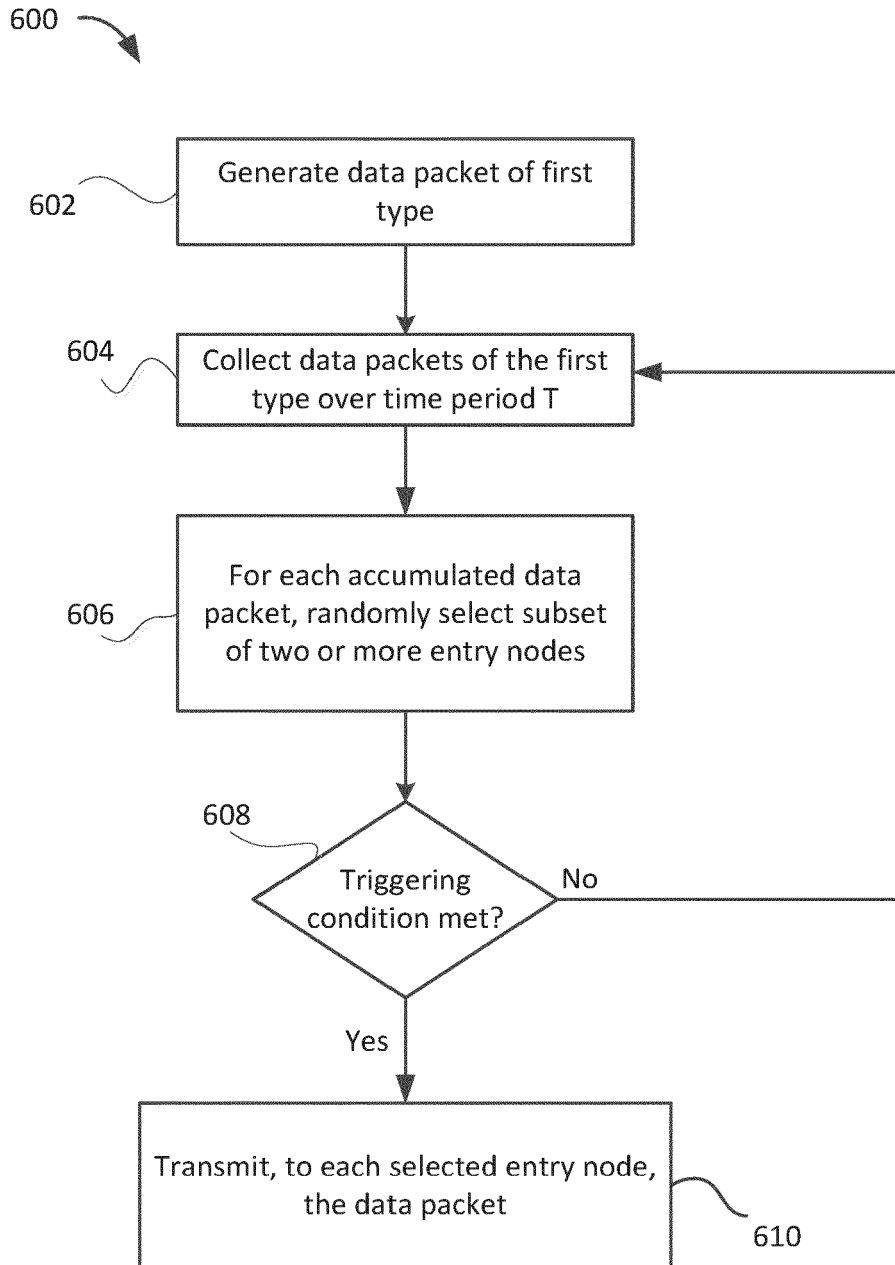 600
Generate data packet of first
type
602
604
Collect data packets of the first
type over time period T
For each accumulated data
packet, randomly select subset
of two or more entry nodes
606
608
Triggering
condition met?
No
Yes
Transmit, to each selected entry node,
the data packet
610